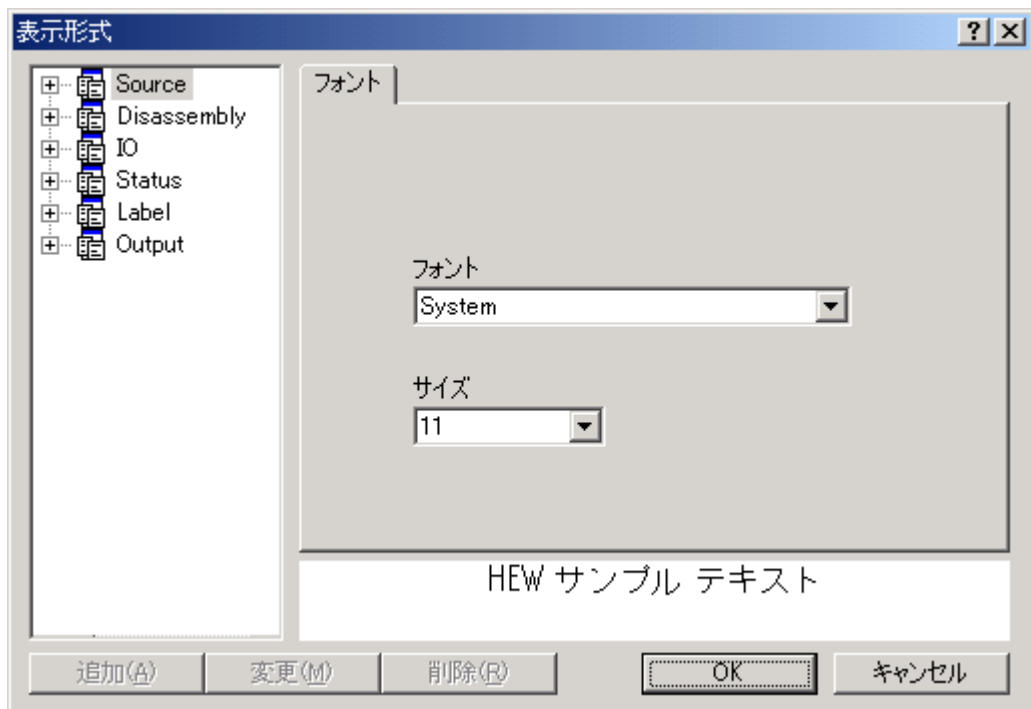 表示形式
Source
Disassembly
IO
Status
Label
Output
フォント
フォント
System
サイズ
11
HEW サンプル テキスト
追加(A) 変更(M) 削除(R) OK キャンセル